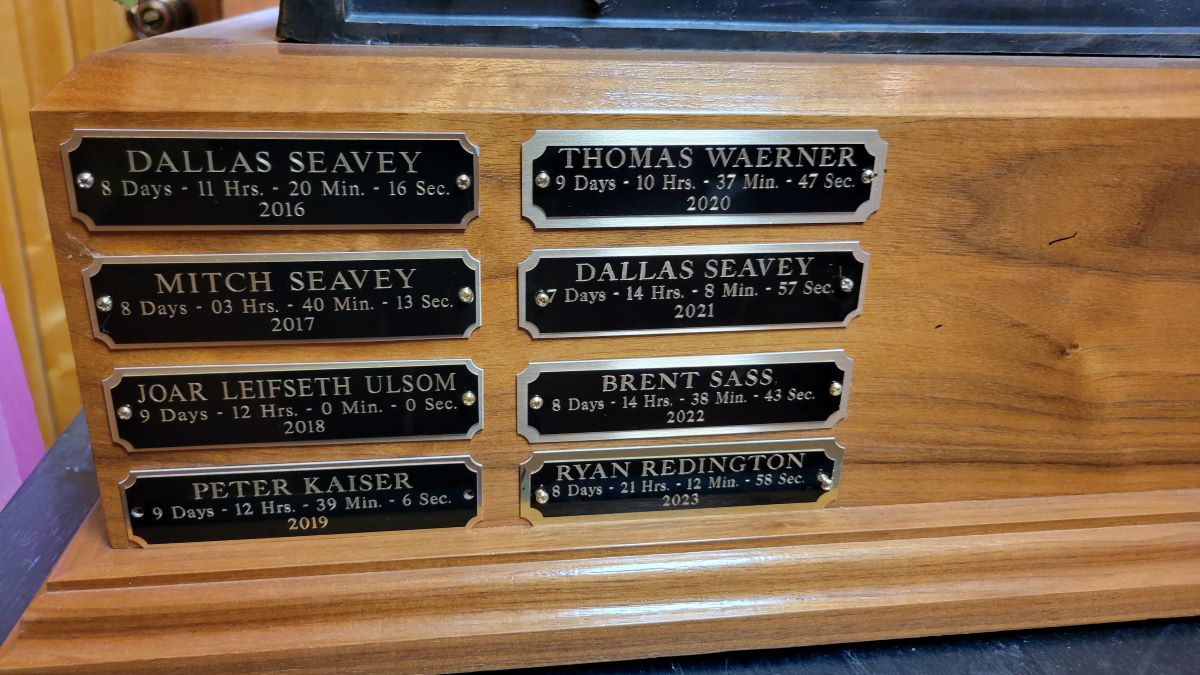 DALLAS SEAVEY
8 Days - 11 Hrs. - 20 Min. - 16 Sec.
2016
MITCH SEAVEY
8 Days - 03 Hrs. - 40 Min. - 13 Sec.
2017
JOAR LEIFSETH ULSOM
9 Days - 12 Hrs. - 0 Min. - 0 Sec.
2018
PETER KAISER
9 Days - 12 Hrs. - 39 Min. - 6 Sec.
2019
THOMAS WAERNER
9 Days - 10 Hrs. - 37 Min. - 47 Sec.
2020
DALLAS SEAVEY
7 Days - 14 Hrs. - 8 Min. - 57 Sec.
2021
BRENT SASS
8 Days - 14 Hrs. - 38 Min. - 43 Sec.
2022
RYAN REDINGTON
8 Days - 21 Hrs. - 12 Min. - 58 Sec.
2023